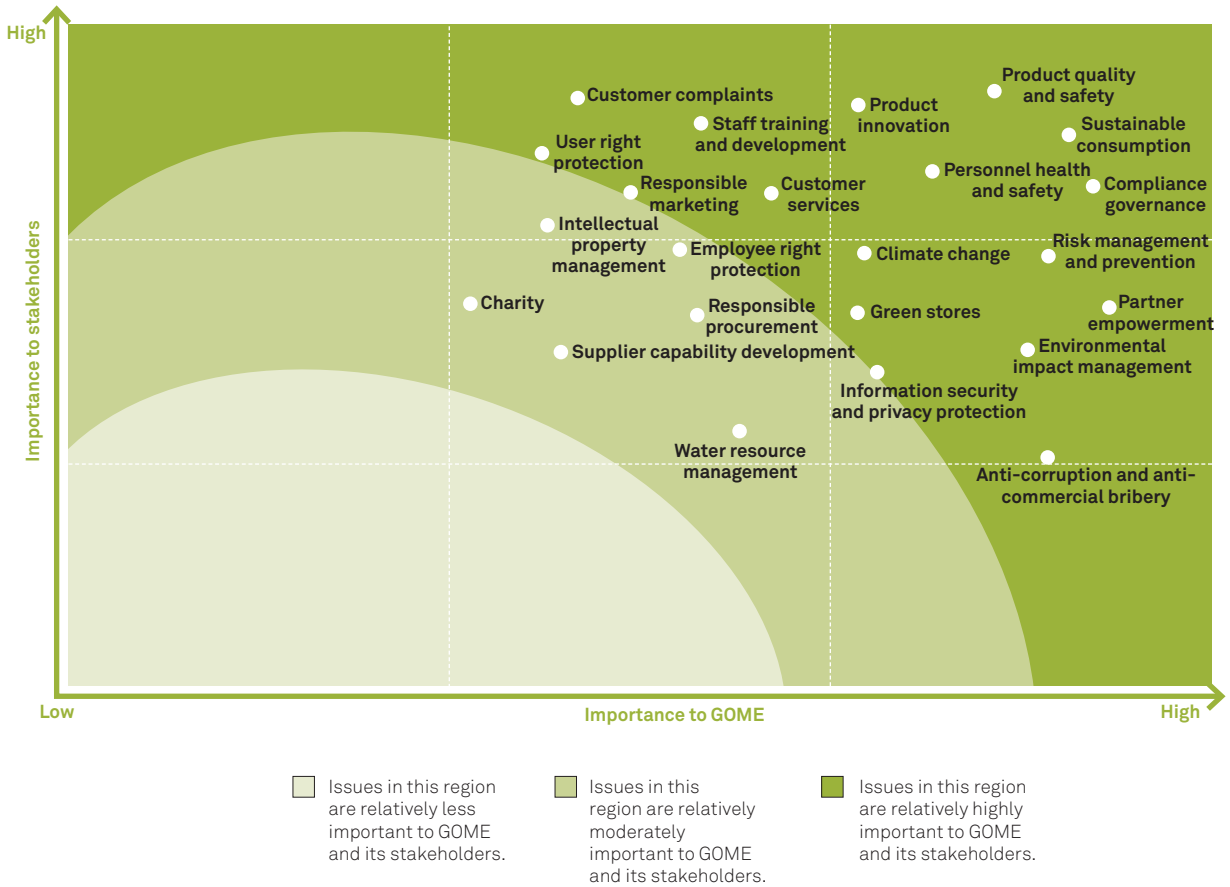 High
Product quality
and safety
Customer complaints
Product
innovation
Staff training
and development
Sustainable
consumption
User right
protection
Personnel health
and safety
Responsible
marketing
Customer
services
Compliance
governance
Intellectual
property
management
Employee right
protection
Climate change
Risk management
and prevention
Charity
Responsible
procurement
Green stores
Partner
empowerment
Supplier capability development
Environmental
impact management
Information security
and privacy protection
Water resource
management
Anti-corruption and anti-
commercial bribery
Importance to stakeholders
Low
Importance to GOME
High
Issues in this region
are relatively less
important to GOME
and its stakeholders.
Issues in this
region are relatively
moderately
important to GOME
and its stakeholders.
Issues in this region
are relatively highly
important to GOME
and its stakeholders.